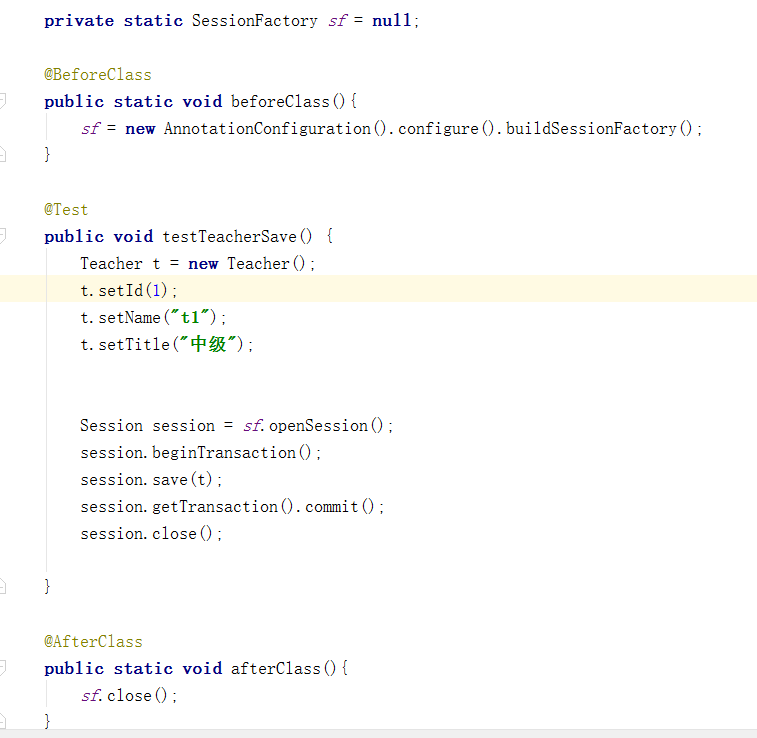 private static SessionFactory sf = null;
@BeforeClass
public static void beforeClass(){
sf = new AnnotationConfiguration().configure().buildSessionFactory();
}
@Test
public void testTeacherSave() {
Teacher t = new Teacher();
t.setId(1);
t.setName("t1");
t.setTitle("中级");
Session session = sf.openSession();
session.beginTransaction();
session.save(t);
session.getTransaction().commit();
session.close();
}
@AfterClass
public static void afterClass(){
sf.close();
}